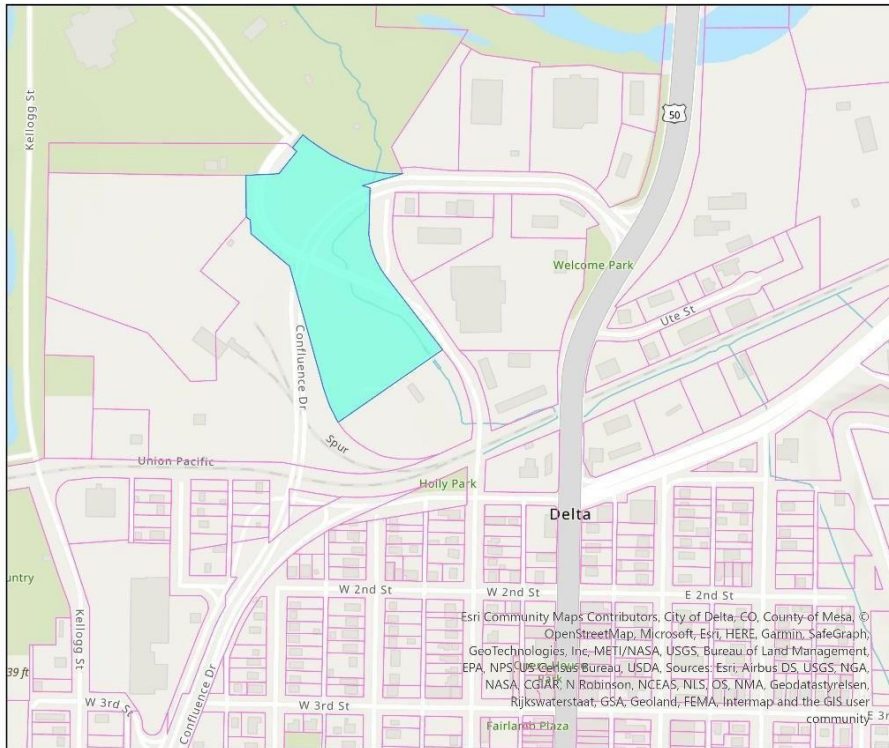 Kellogg St
50
Welcome Park
Ute St
Confluence Dr
Spur
Union Pacific
Holly Park
Delta
W 2nd St
W 2nd St
E 2nd St
untry
Kellogg St
39 ft
Confluence Dr
W 3rd St
W 3rd St
E 3r
Fairlamb Plaza
Esri Community Maps Contributors, City of Delta, CO, County of Mesa, ©
OpenStreetMap, Microsoft, Esri, HERE, Garmin, SafeGraph,
GeoTechnologies, Inc, METI/NASA, USGS, Bureau of Land Management,
EPA, NPS, US Census Bureau, USDA, Sources: Esri, Airbus DS, USGS, NGA,
NASA, CGIAR, N Robinson, NCEAS, NLS, OS, NMA, Geodatastyrelsen,
Rijkswaterstaat, GSA, Geoland, FEMA, Intermap and the GIS user
community